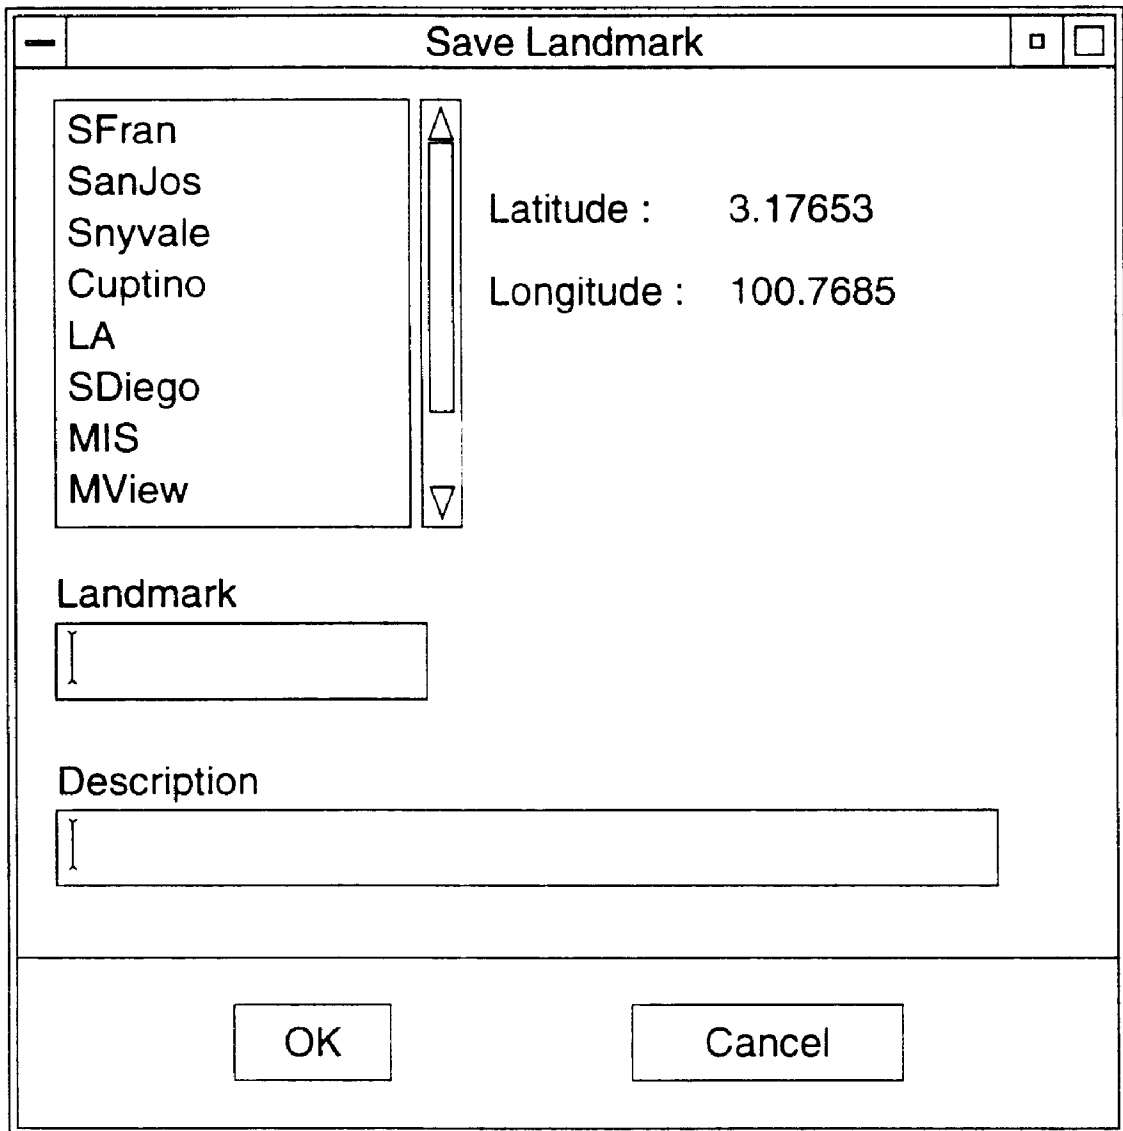 Save Landmark
SFran
SanJos
Snyvale
Cuptino
LA
SDiego
MIS
MView
Latitude : 3.17653
Longitude : 100.7685
Landmark
Description
OK Cancel